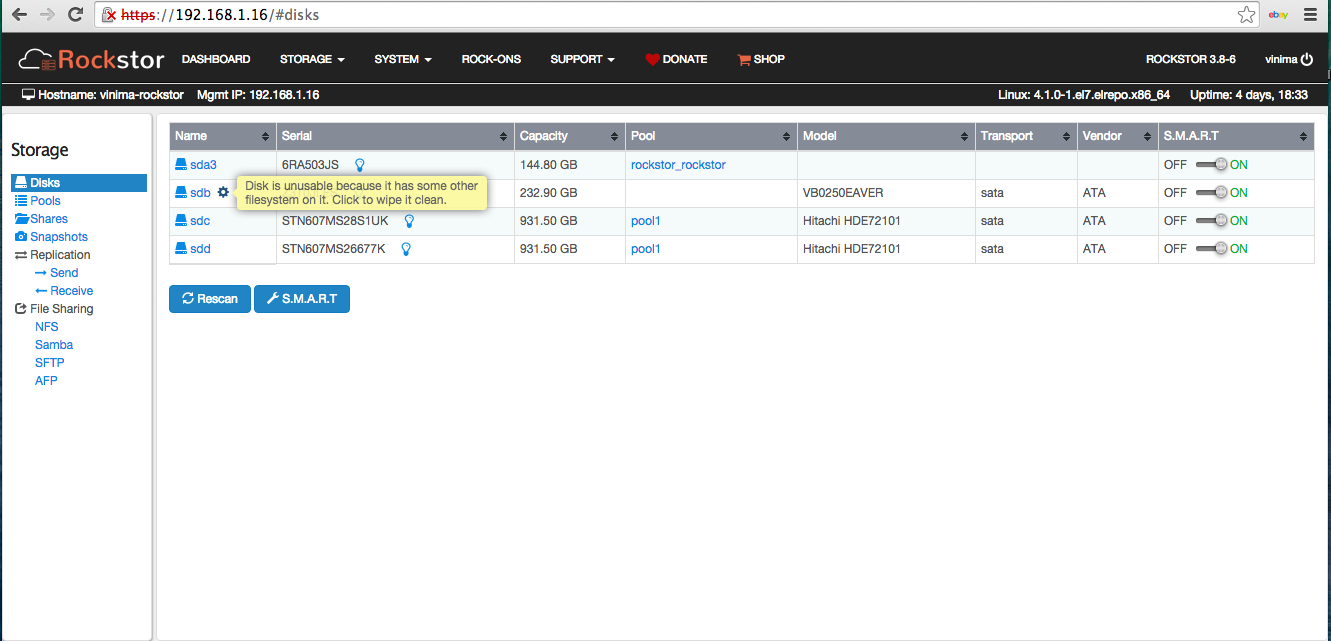 https://192.168.1.16/#disks
ebay
Rockstor DASHBOARD STORAGE SYSTEM ROCK-ONS SUPPORT DONATE SHOP ROCKSTOR 3.8-6 vinima
Hostname: vinima-rockstor Mgmt IP: 192.168.1.16 Linux: 4.1.0-1.el7.elrepo.x86_64 Uptime: 4 days, 18:33
Storage
Disks
Pools
Shares
Snapshots
Replication
Send
Receive
File Sharing
NFS
Samba
SFTP
AFP
Name Serial Capacity Pool Model Transport Vendor S.M.A.R.T
sda3 6RA503JS 144.80 GB rockstor_rockstor OFF ON
sdb 232.90 GB VB0250EAVER sata ATA OFF ON
Disk is unusable because it has some other
filesystem on it. Click to wipe it clean.
sdc STN607MS28S1UK 931.50 GB pool1 Hitachi HDE72101 sata ATA OFF ON
sdd STN607MS26677K 931.50 GB pool1 Hitachi HDE72101 sata ATA OFF ON
Rescan S.M.A.R.T